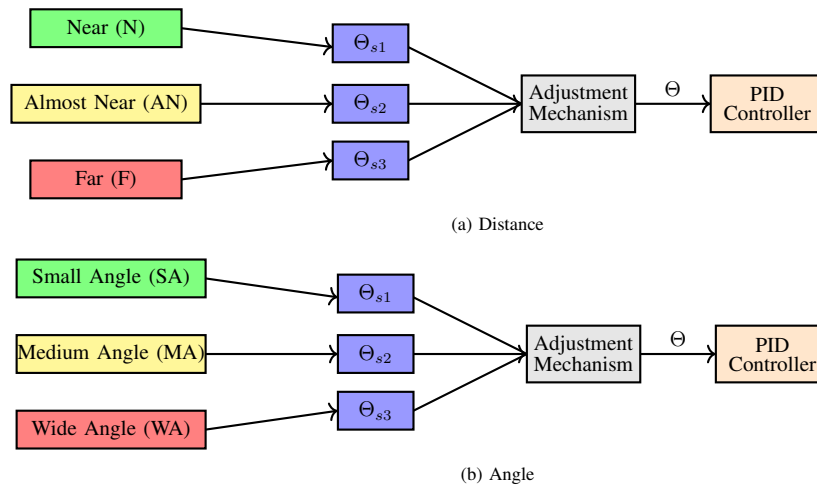 Near (N)
Θs1
Almost Near (AN)
Θs2
Adjustment
Mechanism
Θ
PID
Controller
Far (F)
Θs3
(a) Distance
Small Angle (SA)
Θs1
Medium Angle (MA)
Θs2
Adjustment
Mechanism
Θ
PID
Controller
Wide Angle (WA)
Θs3
(b) Angle